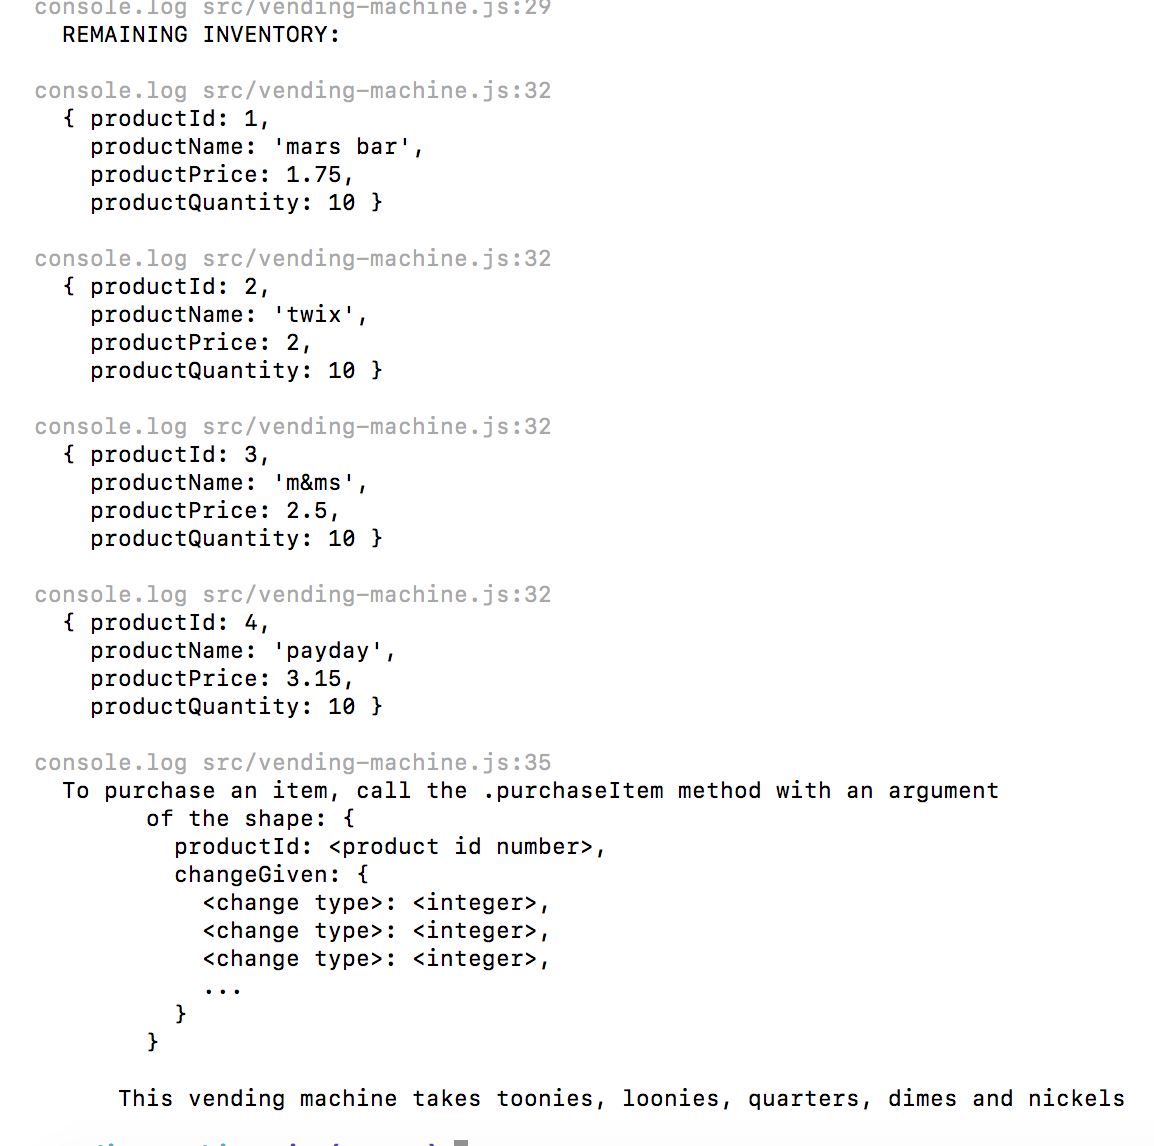 console.log src/vending-machine.js:29
REMAINING INVENTORY:
console.log src/vending-machine.js:32
{ productId: 1,
productName: 'mars bar',
productPrice: 1.75,
productQuantity: 10 }
console.log src/vending-machine.js:32
{ productId: 2,
productName: 'twix',
productPrice: 2,
productQuantity: 10 }
console.log src/vending-machine.js:32
{ productId: 3,
productName: 'm&ms',
productPrice: 2.5,
productQuantity: 10 }
console.log src/vending-machine.js:32
{ productId: 4,
productName: 'payday',
productPrice: 3.15,
productQuantity: 10 }
console.log src/vending-machine.js:35
To purchase an item, call the .purchaseItem method with an argument
of the shape: {
productId: <product id number>,
changeGiven: {
<change type>: <integer>,
<change type>: <integer>,
<change type>: <integer>,
...
}
}
This vending machine takes toonies, loonies, quarters, dimes and nickels